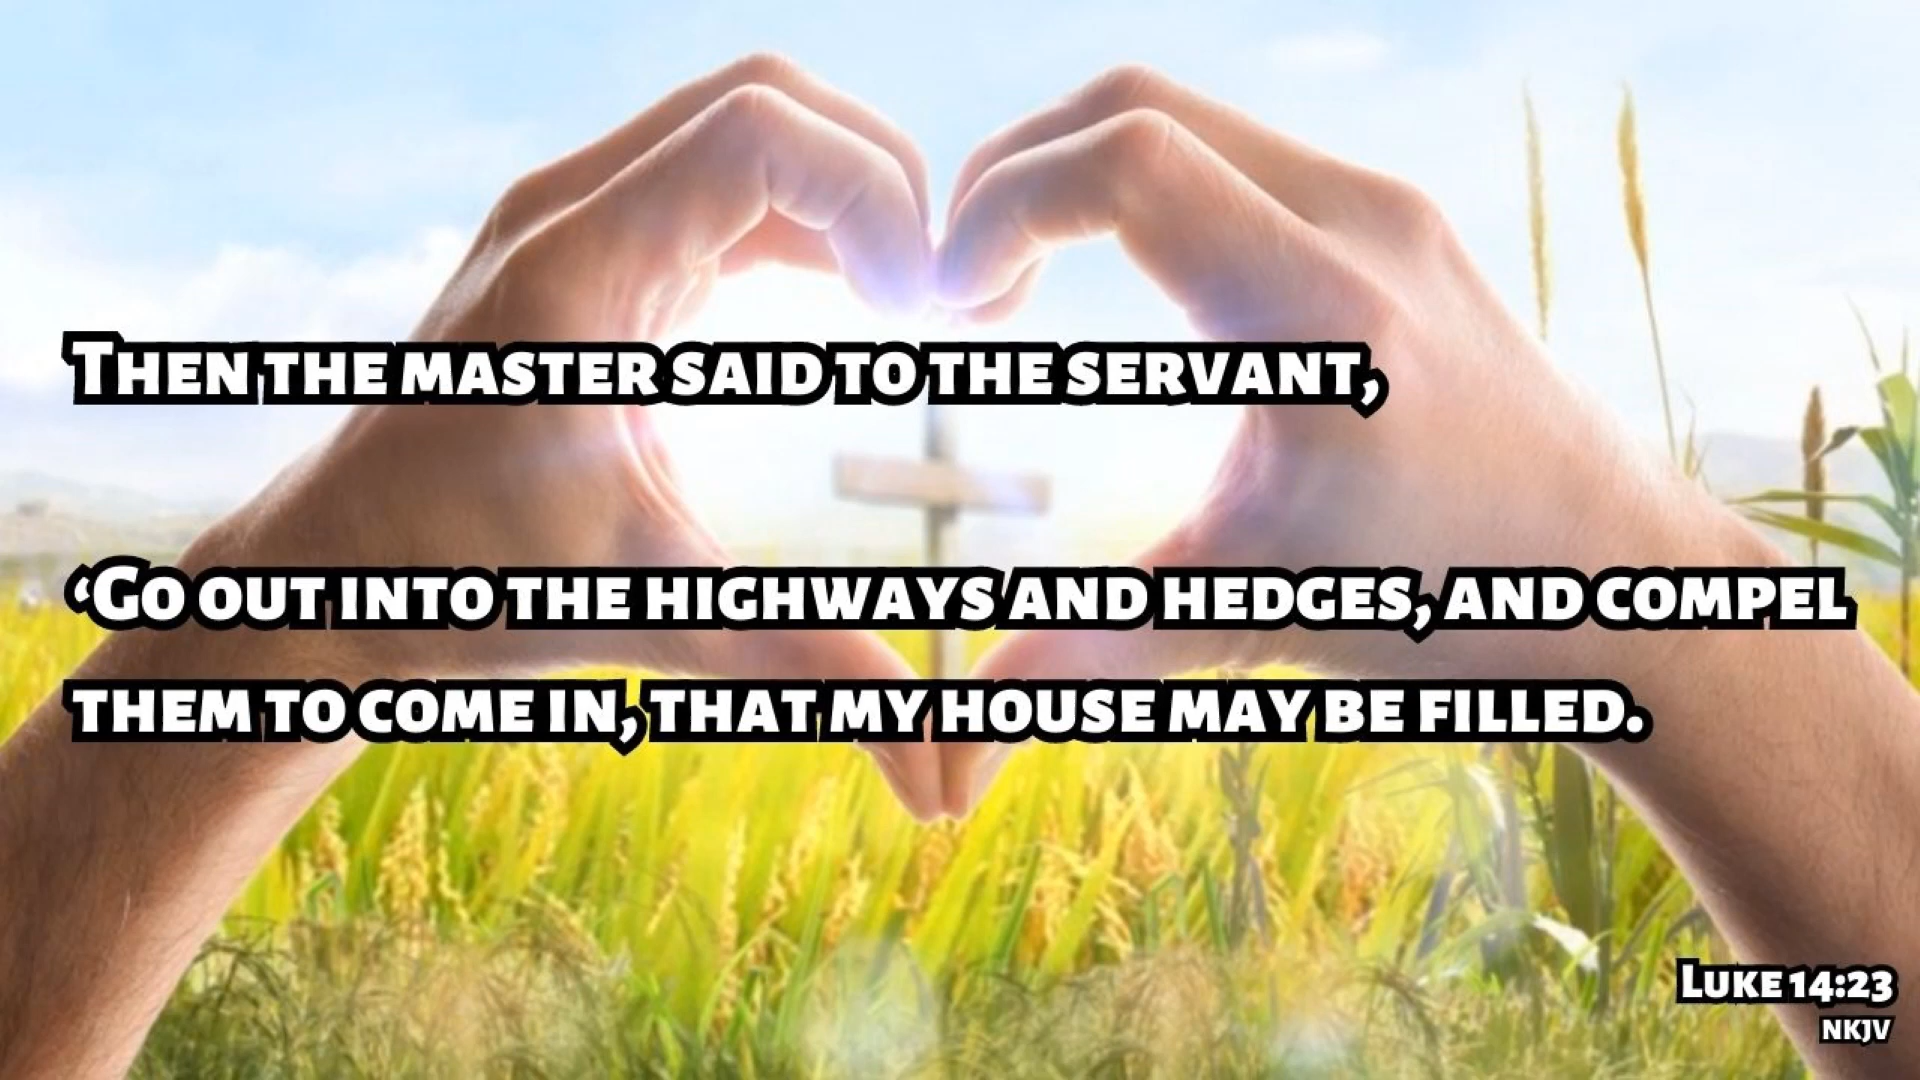 Then the master said to the servant,
‘Go out into the highways and hedges, and compel
them to come in, that my house may be filled.
Luke 14:23
NKJV